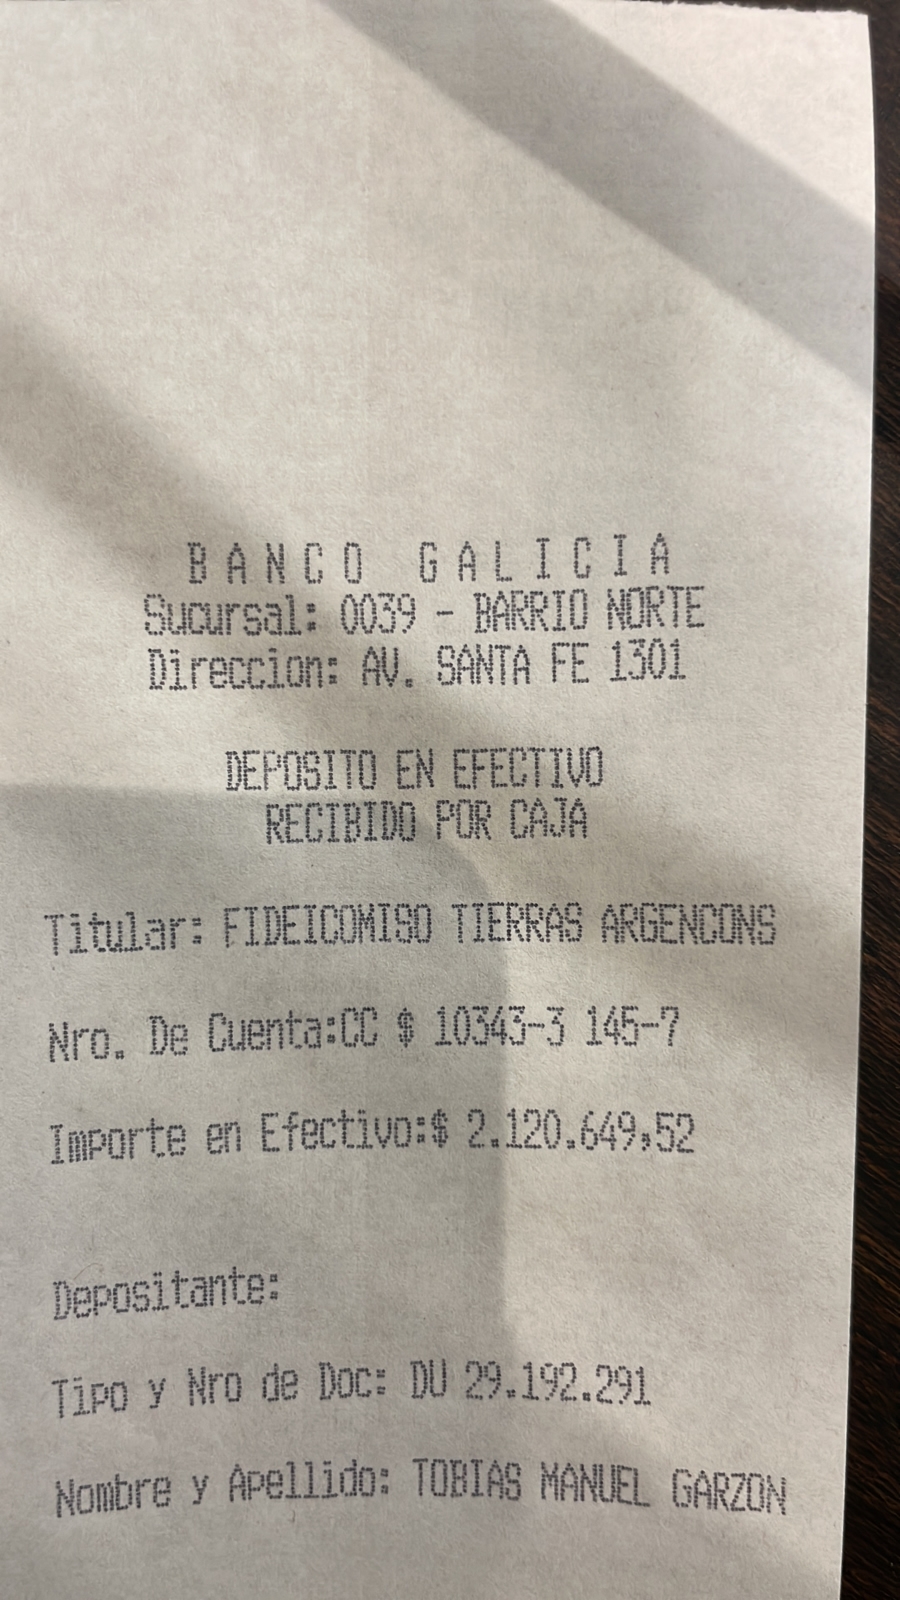 BANCO GALICIA
Sucursal: 0039 - BARRIO NORTE
Direccion: AV. SANTA FE 1301
DEPOSITO EN EFECTIVO
RECIBIDO POR CAJA
Titular: FIDEICOMISO TIERRAS ARGENCONS
Nro. De Cuenta:CC $ 10343-3 145-7
Importe en Efectivo:$ 2.120.649,52
Depositante:
Tipo y Nro de Doc: DU 29.192.291
Nombre y Apellido: TOBIAS MANUEL GARZON